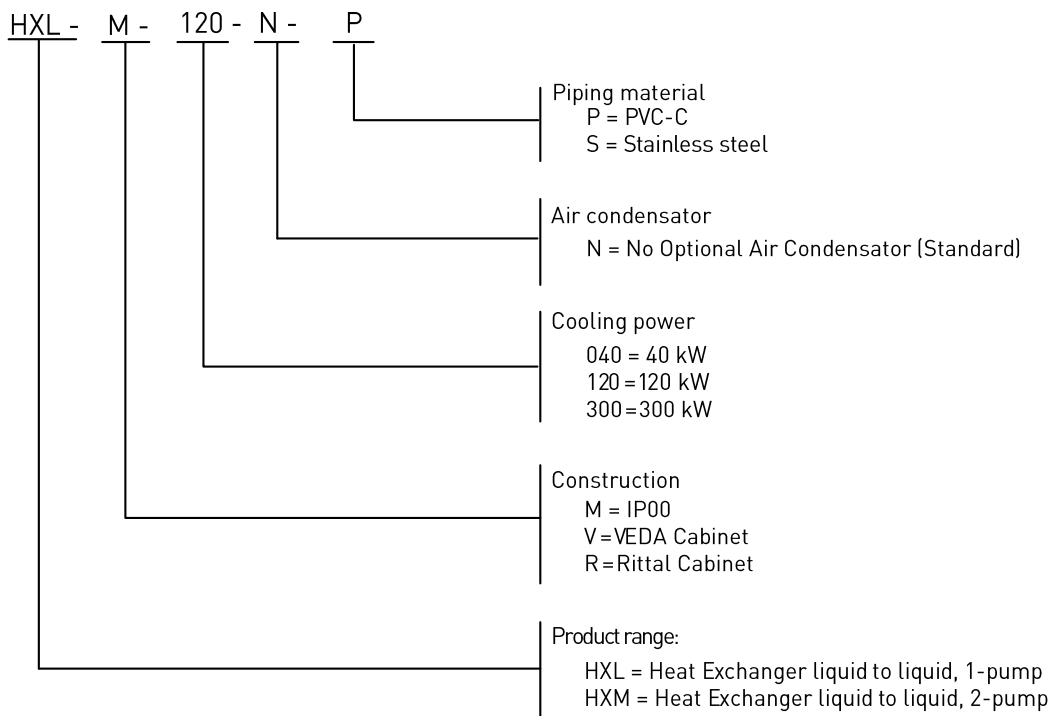 HXL - M - 120 - N - P
Piping material
P = PVC-C
S = Stainless steel
Air condensator
N = No Optional Air Condensator (Standard)
Cooling power
040 = 40 kW
120=120 kW
300=300 kW
Construction
M = IP00
V=VEDA Cabinet
R=Rittal Cabinet
Product range:
HXL = Heat Exchanger liquid to liquid, 1-pump
HXM = Heat Exchanger liquid to liquid, 2-pump